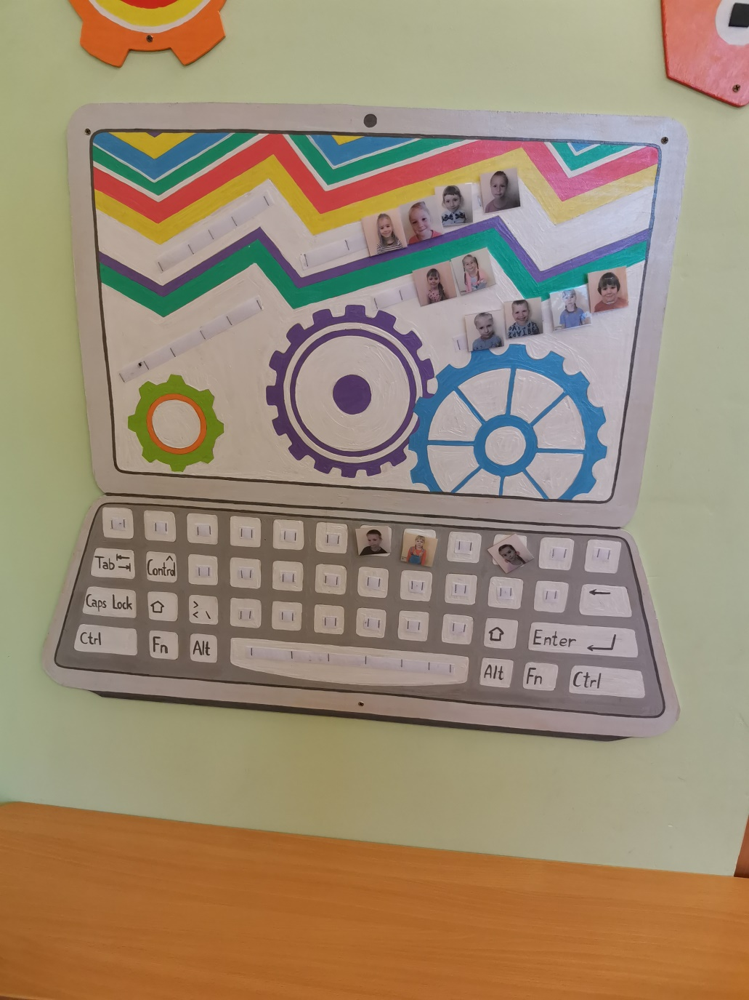 Tab
Control
Caps Lock
> < \
Ctrl
Fn
Alt
Enter
Alt
Fn
Ctrl